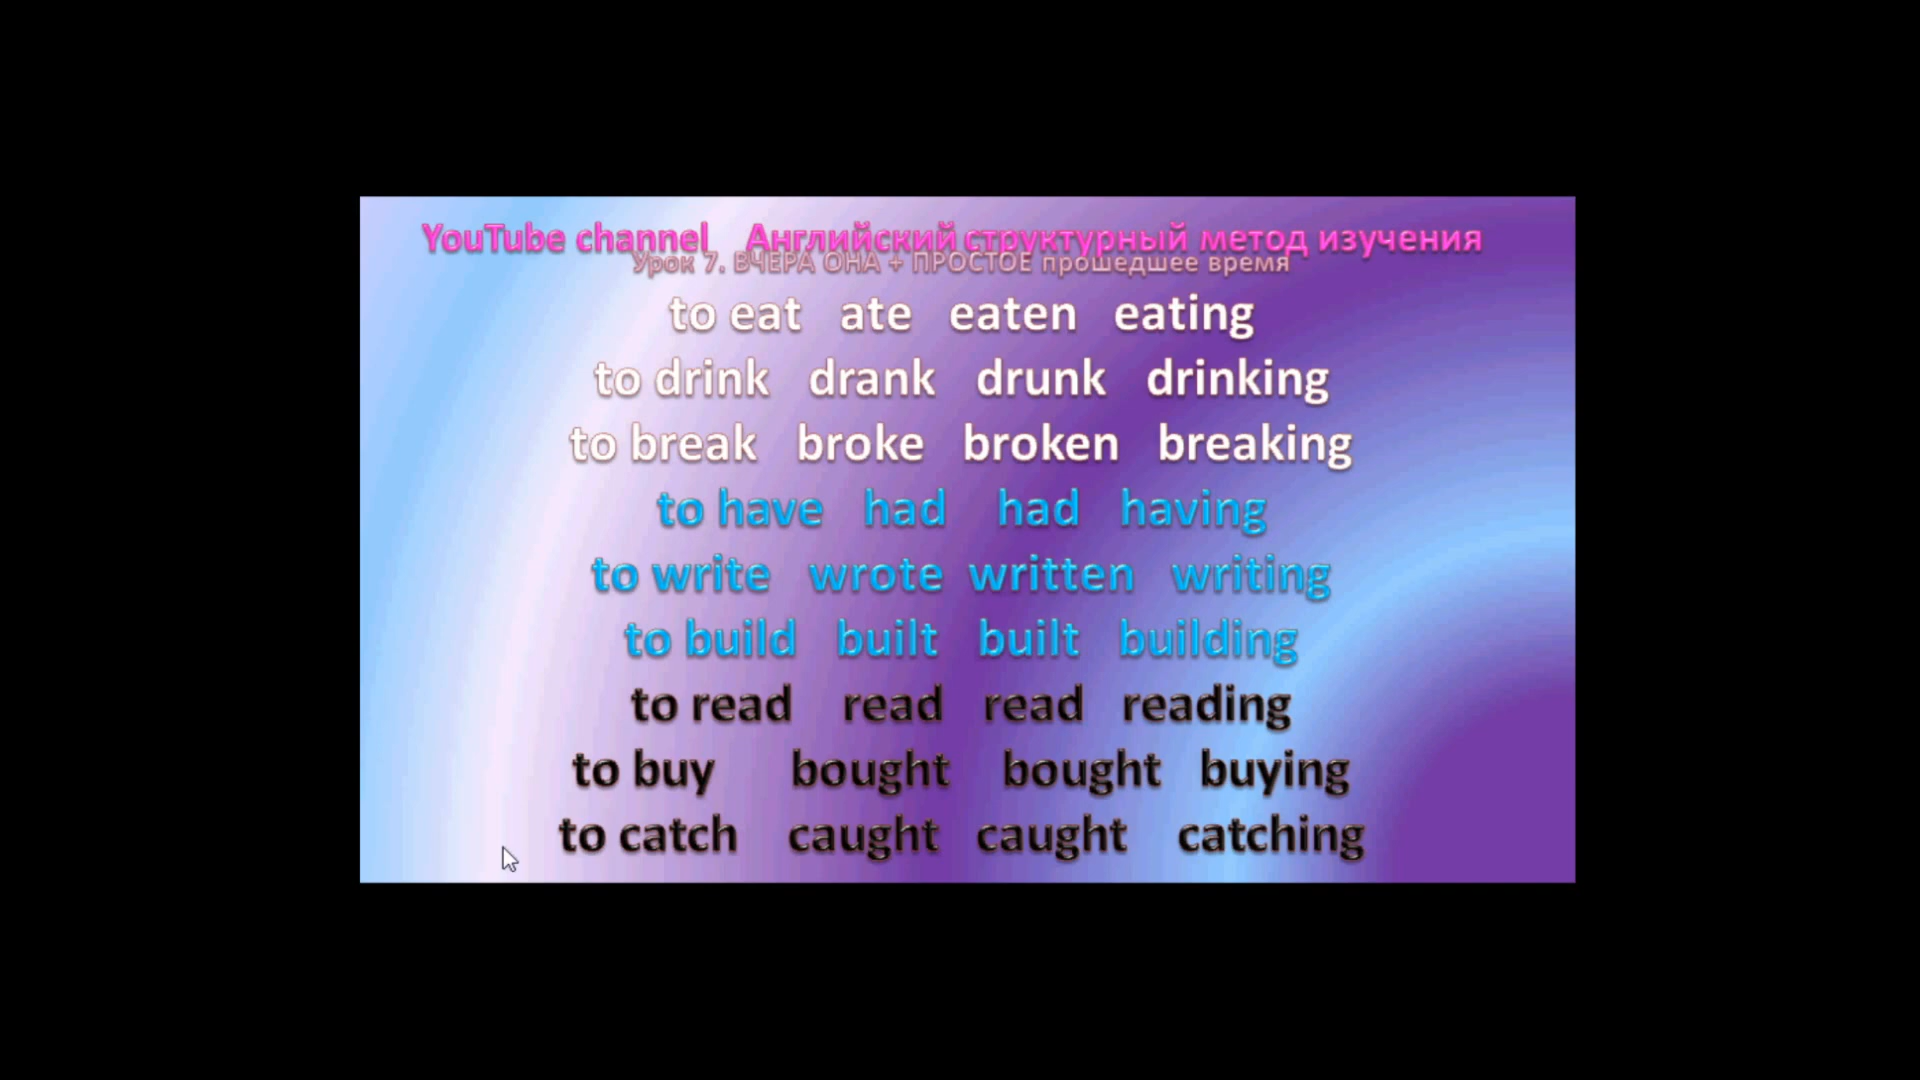 YouTube channel Английский структурный метод изучения
Урок 7. ВЧЕРА ОНА + ПРОСТОЕ прошедшее время
to eat ate eaten eating
to drink drank drunk drinking
to break broke broken breaking
to have had had having
to write wrote written writing
to build built built building
to read read read reading
to buy bought bought buying
to catch caught caught catching